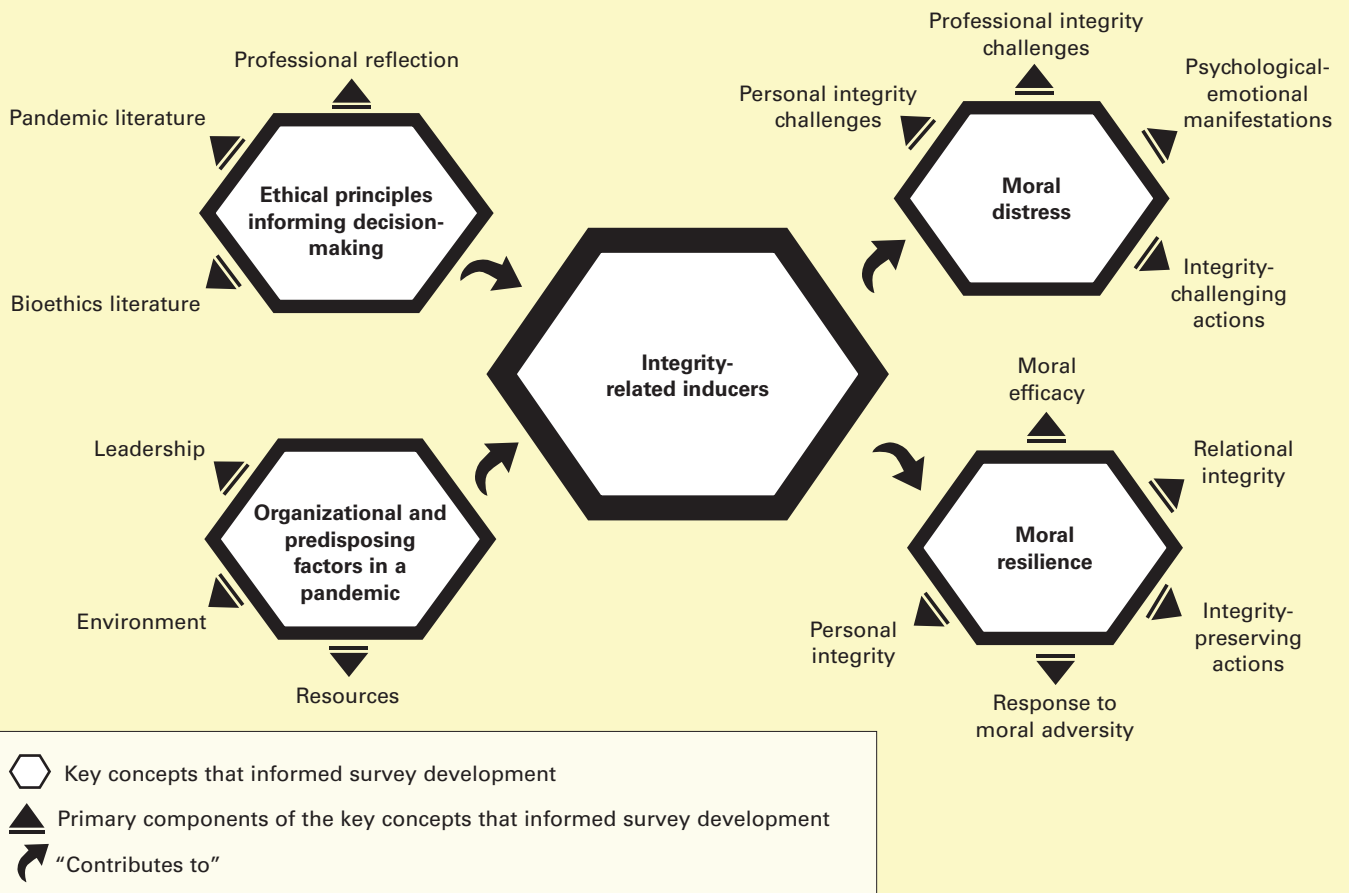 Professional reflection
Pandemic literature
Ethical principles
informing decision-
making
Bioethics literature
Leadership
Organizational and
predisposing
factors in a
pandemic
Environment
Resources
Integrity-
related inducers
Professional integrity
challenges
Personal integrity
challenges
Psychological-
emotional
manifestations
Moral
distress
Integrity-
challenging
actions
Moral
efficacy
Relational
integrity
Moral
resilience
Personal
integrity
Integrity-
preserving
actions
Response to
moral adversity
Key concepts that informed survey development
Primary components of the key concepts that informed survey development
“Contributes to”